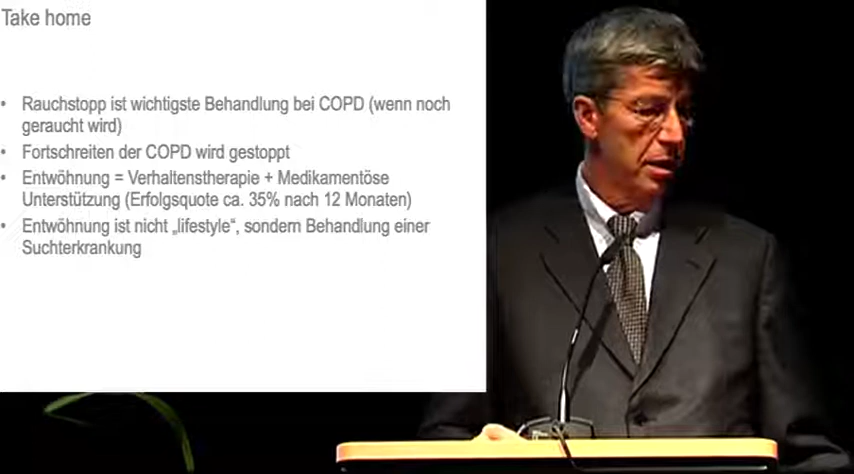 Take home
• Rauchstopp ist wichtigste Behandlung bei COPD (wenn noch
geraucht wird)
• Fortschreiten der COPD wird gestoppt
• Entwöhnung = Verhaltenstherapie + Medikamentöse
Unterstützung (Erfolgsquote ca. 35% nach 12 Monaten)
• Entwöhnung ist nicht „lifestyle“, sondern Behandlung einer
Suchterkrankung